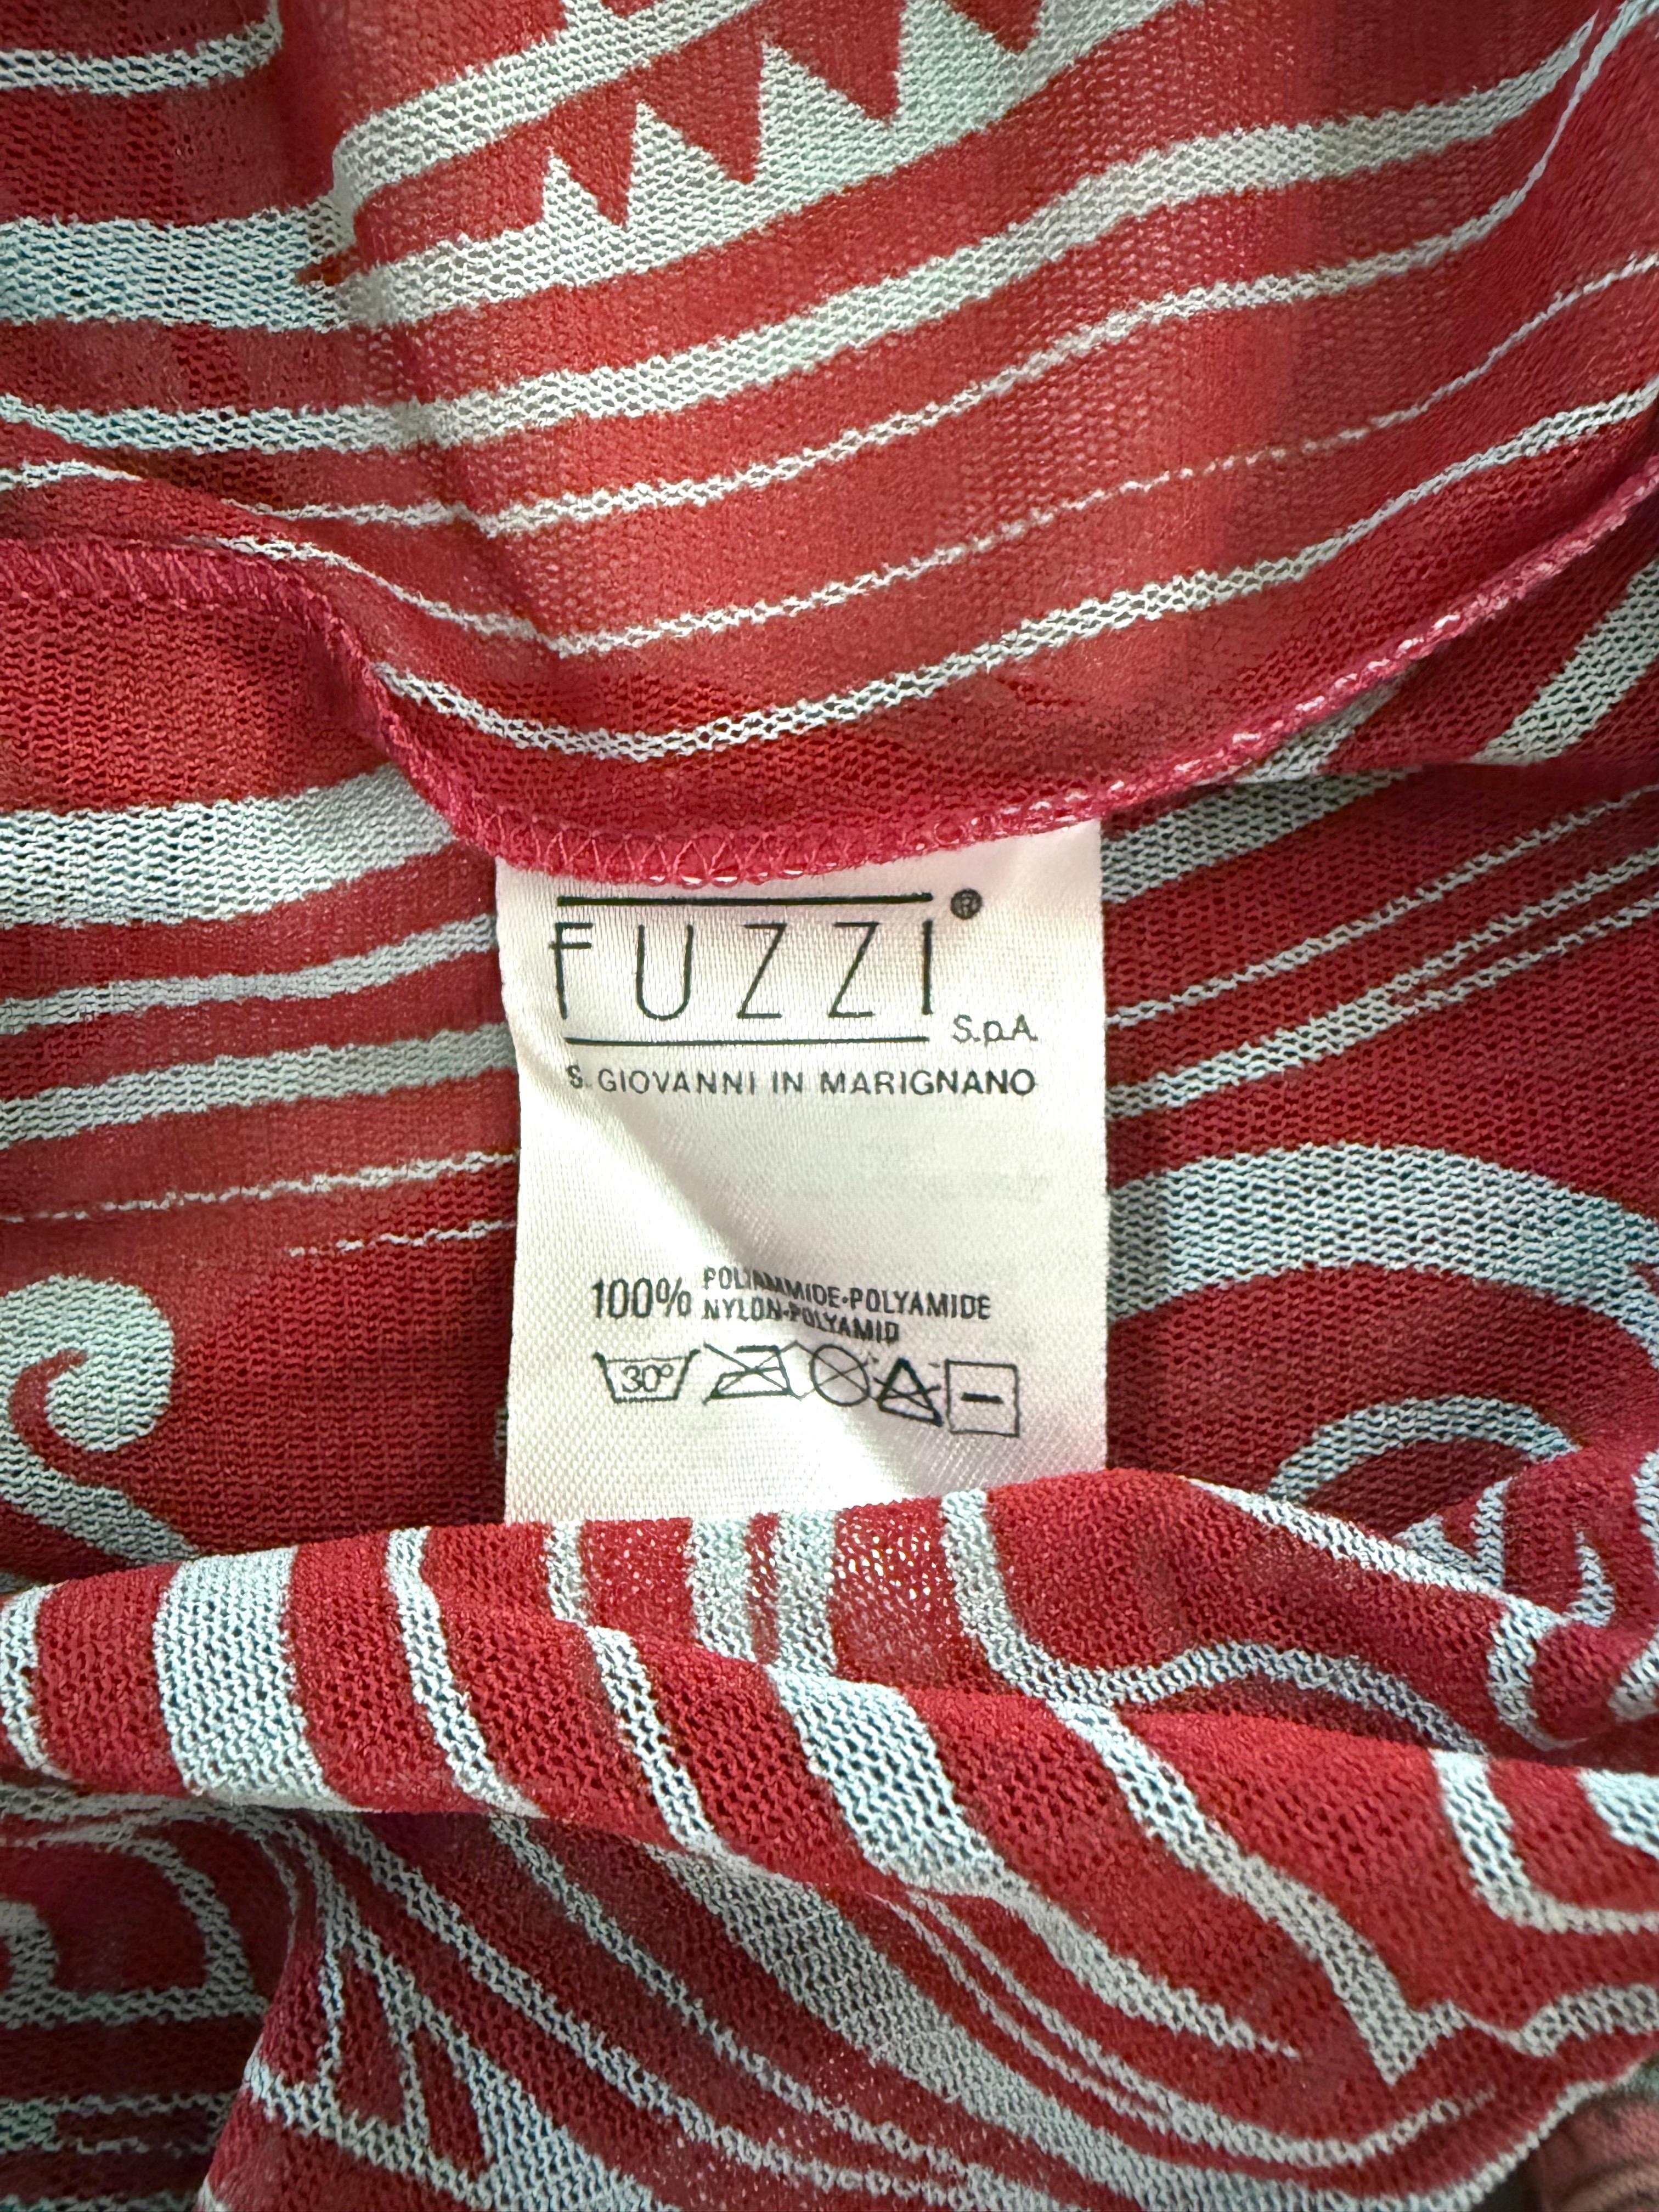 FUZZI®
S.p.A.
S. GIOVANNI IN MARIGNANO
100% POLIAMMIDE-POLYAMIDE
NYLON-POLYAMID
30°